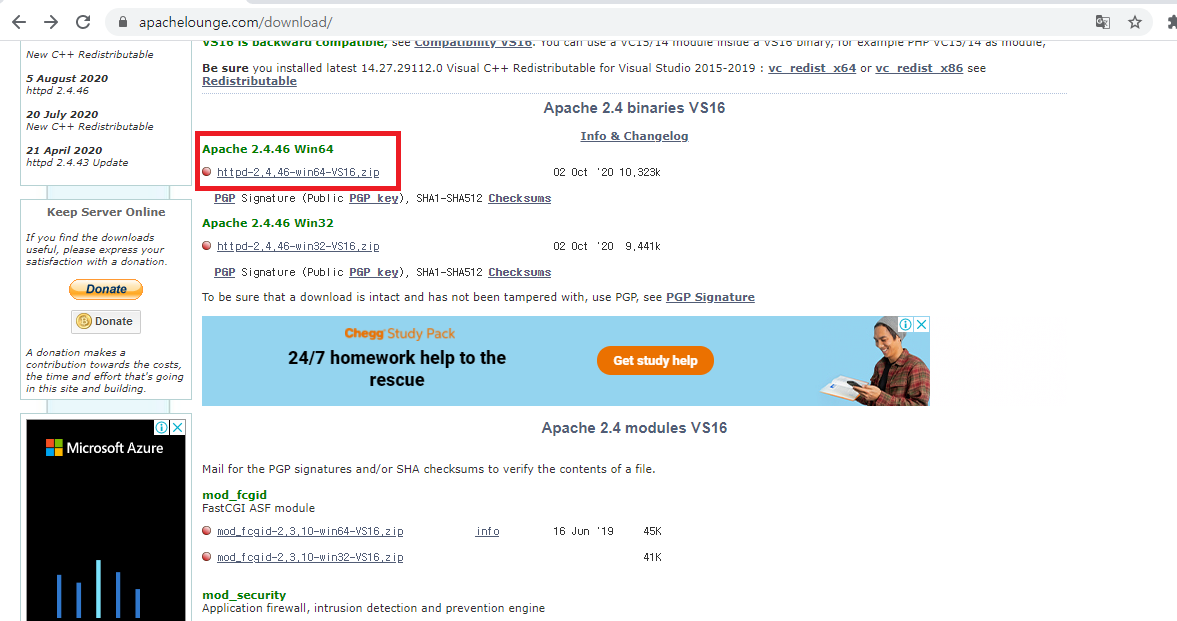 apachelounge.com/download/
New C++ Redistributable
5 August 2020
httpd 2.4.46
20 July 2020
New C++ Redistributable
21 April 2020
httpd 2.4.43 Update
Keep Server Online
If you find the downloads
useful, please express your
satisfaction with a donation.
Donate
Donate
A donation makes a
contribution towards the costs,
the time and effort that's going
in this site and building.
Microsoft Azure
VS16 is backward compatible, see Compatibility VS16. You can use a VC15/14 module inside a VS16 binary, for example PHP VC15/14 as module,
Be sure you installed latest 14.27.29112.0 Visual C++ Redistributable for Visual Studio 2015-2019 : vc_redist_x64 or vc_redist_x86 see
Redistributable
Apache 2.4 binaries VS16
Info & Changelog
Apache 2.4.46 Win64
httpd-2.4.46-win64-VS16.zip 02 Oct '20 10,323k
PGP Signature (Public PGP key), SHA1-SHA512 Checksums
Apache 2.4.46 Win32
httpd-2.4.46-win32-VS16.zip 02 Oct '20 9,441k
PGP Signature (Public PGP key), SHA1-SHA512 Checksums
To be sure that a download is intact and has not been tampered with, use PGP, see PGP Signature
Chegg Study Pack
24/7 homework help to the
rescue
Get study help
Apache 2.4 modules VS16
Mail for the PGP signatures and/or SHA checksums to verify the contents of a file.
mod_fcgid
FastCGI ASF module
mod_fcgid-2.3.10-win64-VS16.zip info 16 Jun '19 45K
mod_fcgid-2.3.10-win32-VS16.zip 41K
mod_security
Application firewall, intrusion detection and prevention engine